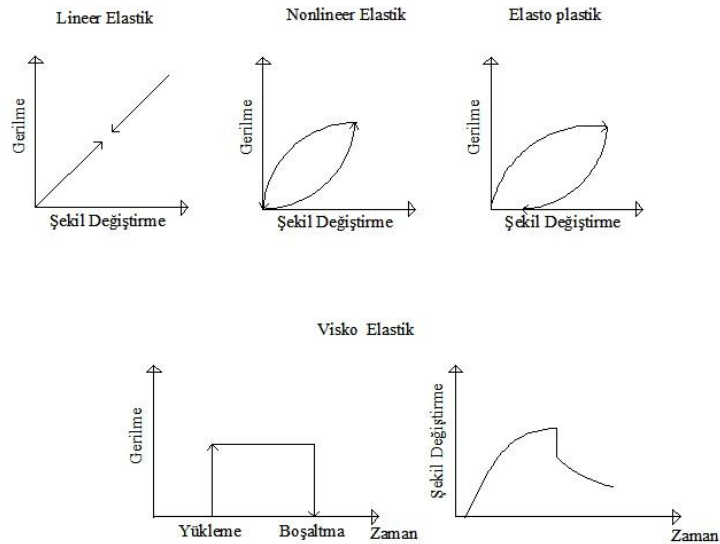 Lineer Elastik
Nonlineer Elastik
Elasto plastik
Gerilme
Gerilme
Gerilme
Şekil Değiştirme
Şekil Değiştirme
Şekil Değiştirme
Visko Elastik
Gerilme
Şekil Değiştirme
Yükleme
Boşaltma
Zaman
Zaman